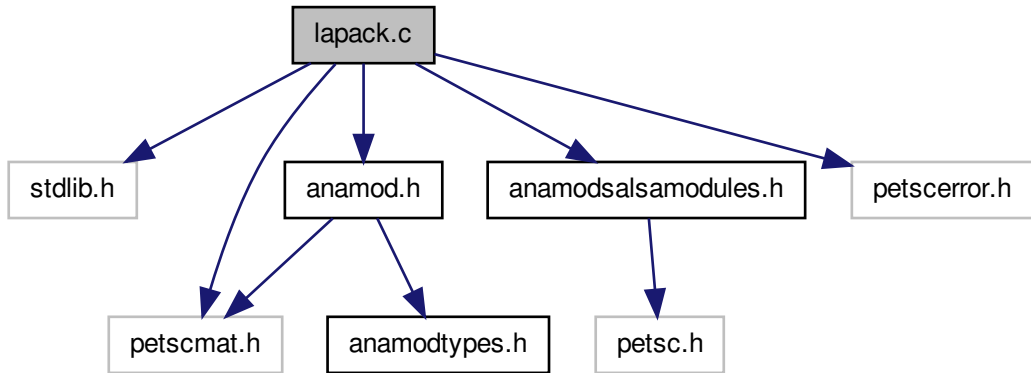 lapack.c
stdlib.h
anamod.h
anamodsalsamodules.h
petscerror.h
petscmat.h
anamodtypes.h
petsc.h